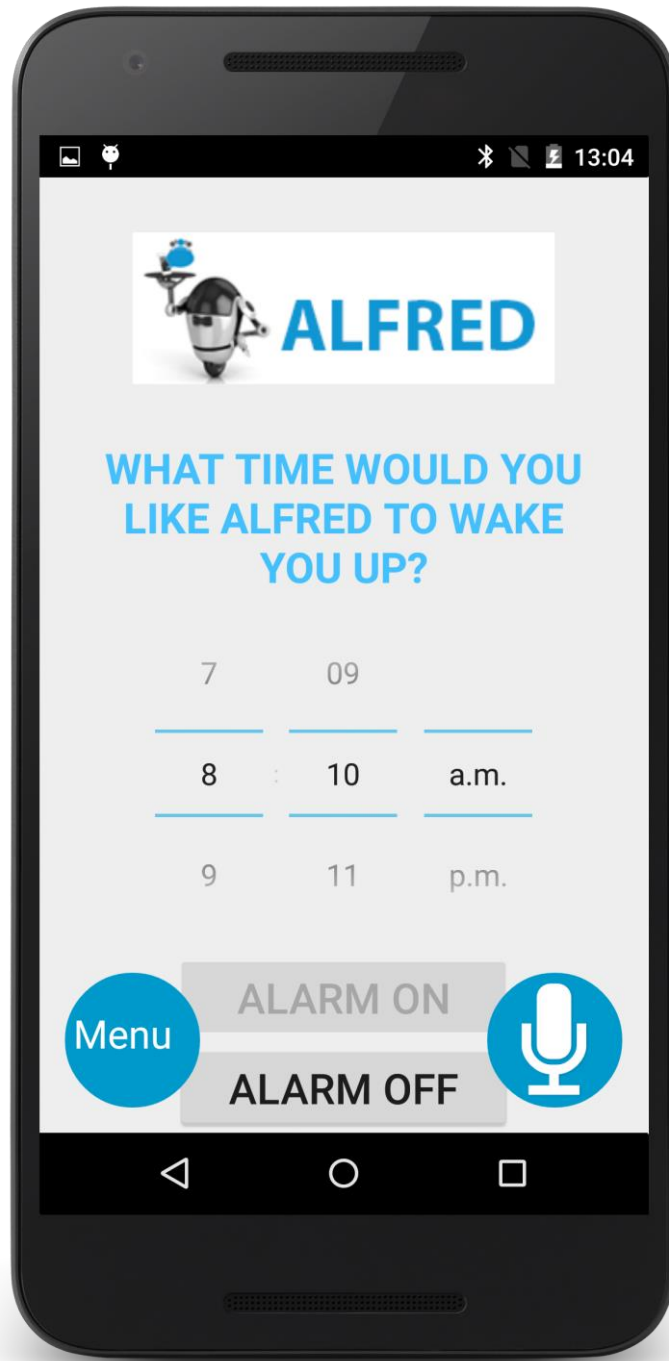 13:04
ALFRED
WHAT TIME WOULD YOU
LIKE ALFRED TO WAKE
YOU UP?
7 09
8 : 10 a.m.
9 11 p.m.
ALARM ON
Menu
ALARM OFF